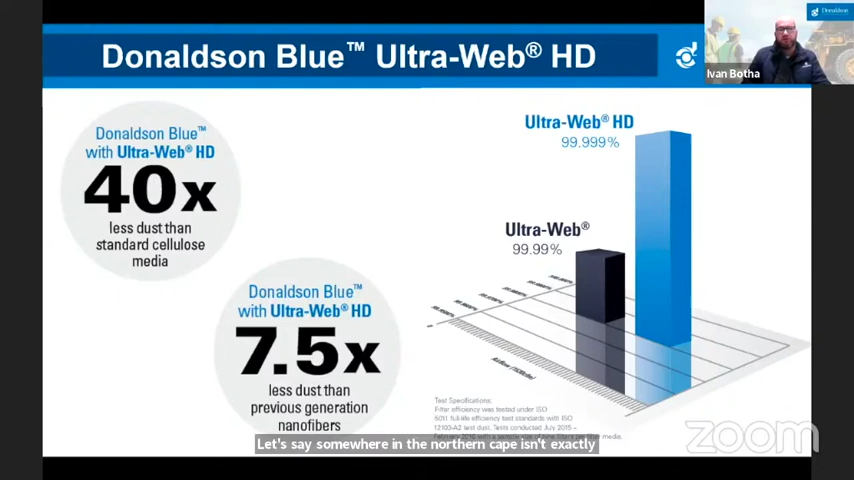 Donaldson Blue™ Ultra-Web® HD
Donaldson
Ivan Botha
Donaldson Blue™
with Ultra-Web® HD
40x
less dust than
standard cellulose
media
Ultra-Web® HD
99.999%
Ultra-Web®
99.99%
Donaldson Blue™
with Ultra-Web® HD
7.5x
less dust than
previous generation
nanofibers
Test Specifications:
Filter efficiency was tested under ISO
5011 full-life efficiency test standards with ISO
12103-A2 test dust. Tests conducted July 2015 –
Let's say somewhere in the northern cape isn't exactly
zoom